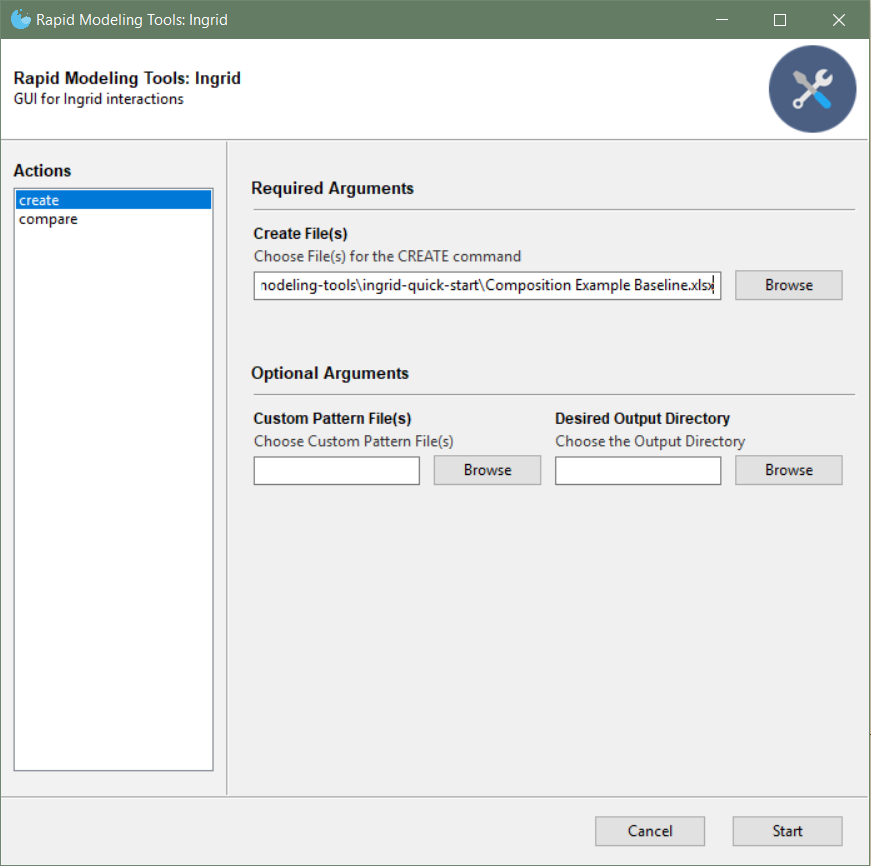 Rapid Modeling Tools: Ingrid
Rapid Modeling Tools: Ingrid
GUI for Ingrid interactions
Actions
create
compare
Required Arguments
Create File(s)
Choose File(s) for the CREATE command
nodeling-tools\ingrid-quick-start\Composition Example Baseline.xlsx
Browse
Optional Arguments
Custom Pattern File(s)
Choose Custom Pattern File(s)
Browse
Desired Output Directory
Choose the Output Directory
Browse
Cancel
Start